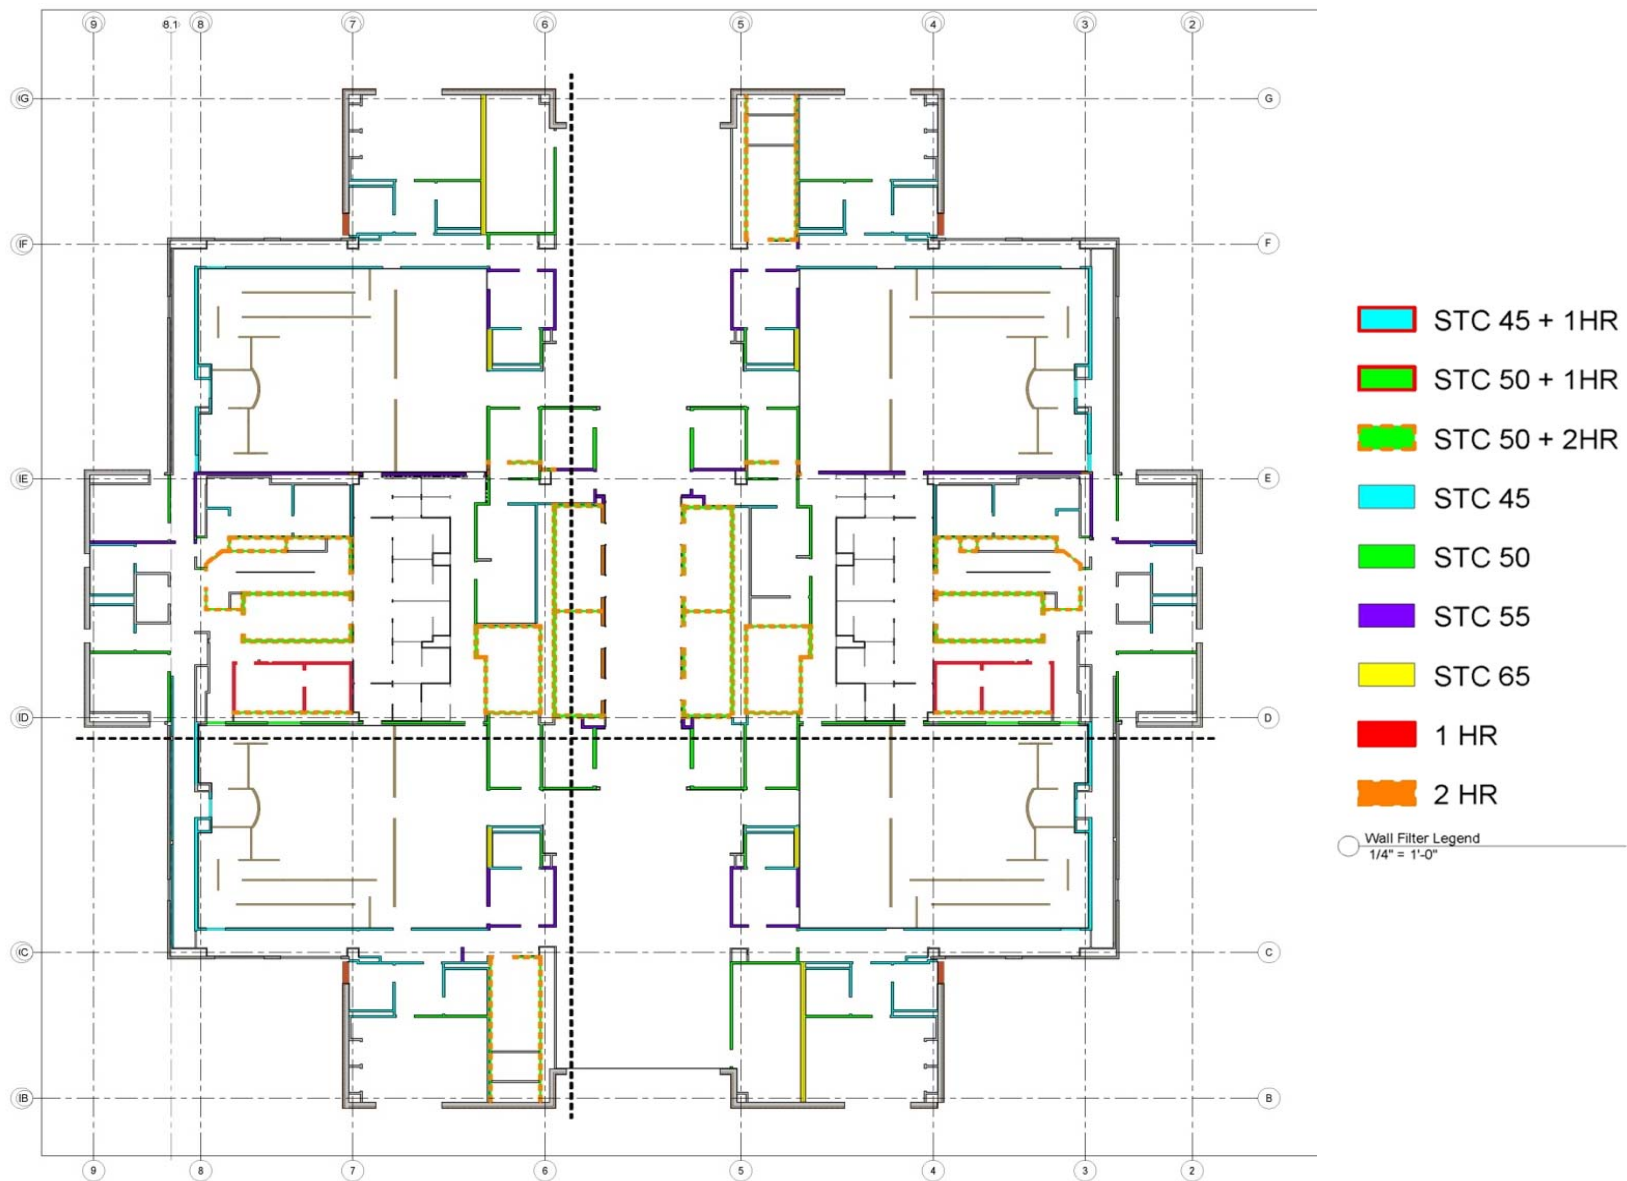 9 8.1 8 7 6 5 4 3 2
G G
F F
E E
D D
C C
B B
9 8.1 8 7 6 5 4 3 2
STC 45 + 1HR
STC 50 + 1HR
STC 50 + 2HR
STC 45
STC 50
STC 55
STC 65
1 HR
2 HR
Wall Filter Legend
1/4" = 1'-0"